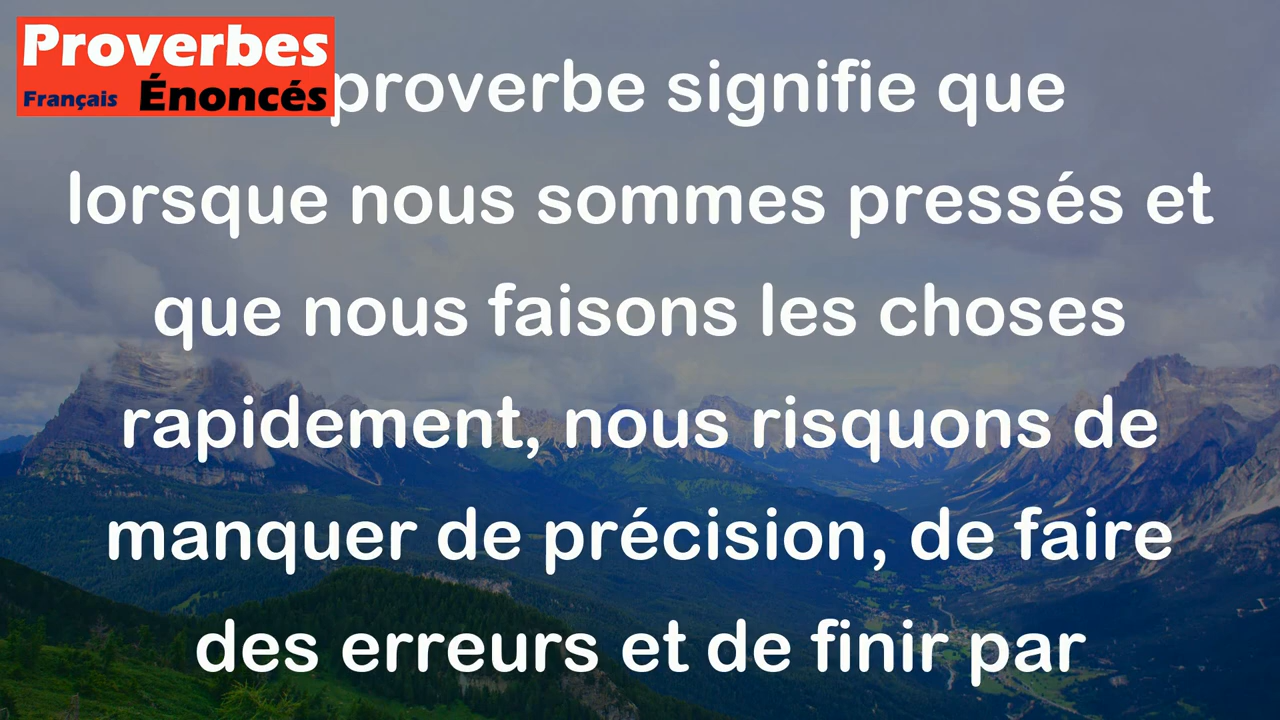 Proverbes
Français Énoncés
proverbe signifie que
lorsque nous sommes pressés et
que nous faisons les choses
rapidement, nous risquons de
manquer de précision, de faire
des erreurs et de finir par